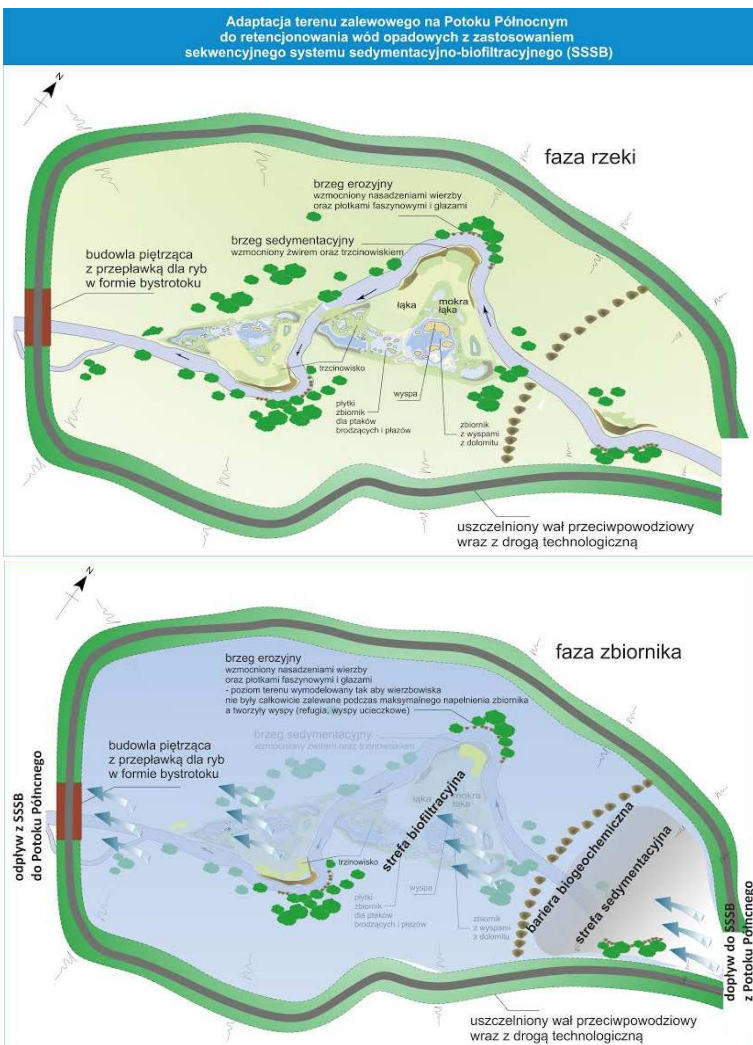 Adaptacja terenu zalewowego na Potoku Północnym
do retencjonowania wód opadowych z zastosowaniem
sekwencyjnego systemu sedymentacyjno-biofiltracyjnego (SSSB)
N
faza rzeki
brzeg erozyjny
wzmocniony nasadzeniami wierzby
oraz płotkami faszynowymi i głazami
brzeg sedymentacyjny
wzmocniony żwirem oraz trzcinowiskiem
budowla piętrząca
z przepławką dla ryb
w formie bystrotoku
łąka
mokra
łąka
trzcinowisko
wyspa
płytki
zbiornik
dla ptaków
brodzących i płazów
zbiornik
z wyspami
z dolomitu
uszczelniony wał przeciwpowodziowy
wraz z drogą technologiczną
N
faza zbiornika
brzeg erozyjny
wzmocniony nasadzeniami wierzby
oraz płotkami faszynowymi i głazami
- poziom terenu wymodelowany tak aby wierzbowiska
nie były całkowicie zalewane podczas maksymalnego napełnienia zbiornika
a tworzyły wyspy (refugia, wyspy ucieczkowe)
brzeg sedymentacyjny
wzmocniony żwirem oraz trzcinowiskiem
budowla piętrząca
z przepławką dla ryb
w formie bystrotoku
odpływ z SSSB
do Potoku Północnego
łąka
mokra
łąka
strefa biofiltracyjna
trzcinowisko
wyspa
płytki
zbiornik
dla ptaków
brodzących i płazów
zbiornik
z wyspami
z dolomitu
bariera biogeochemiczna
strefa sedymentacyjna
dopływ do SSSB
z Potoku Północnego
uszczelniony wał przeciwpowodziowy
wraz z drogą technologiczną